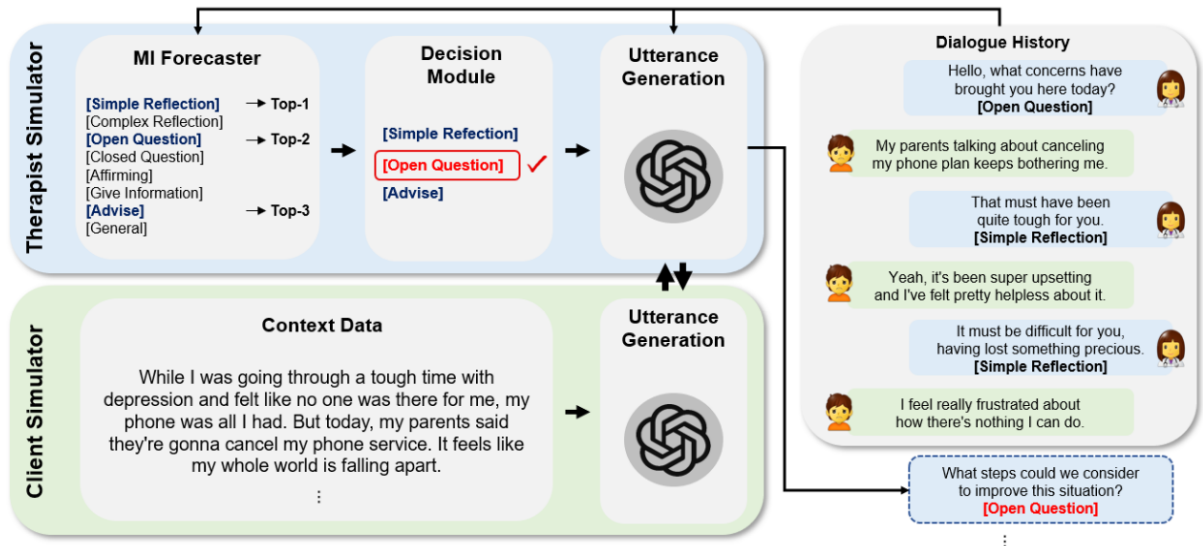 Therapist Simulator
MI Forecaster
[Simple Reflection] → Top-1
[Complex Reflection]
[Open Question] → Top-2
[Closed Question]
[Affirming]
[Give Information]
[Advise] → Top-3
[General]
Decision
Module
[Simple Refection]
[Open Question] ✓
[Advise]
Utterance
Generation
Client Simulator
Context Data
While I was going through a tough time with
depression and felt like no one was there for me, my
phone was all I had. But today, my parents said
they're gonna cancel my phone service. It feels like
my whole world is falling apart.
⋮
Utterance
Generation
Dialogue History
Hello, what concerns have
brought you here today?
[Open Question]
My parents talking about canceling
my phone plan keeps bothering me.
That must have been
quite tough for you.
[Simple Reflection]
Yeah, it's been super upsetting
and I've felt pretty helpless about it.
It must be difficult for you,
having lost something precious.
[Simple Reflection]
I feel really frustrated about
how there's nothing I can do.
What steps could we consider
to improve this situation?
[Open Question]
⋮